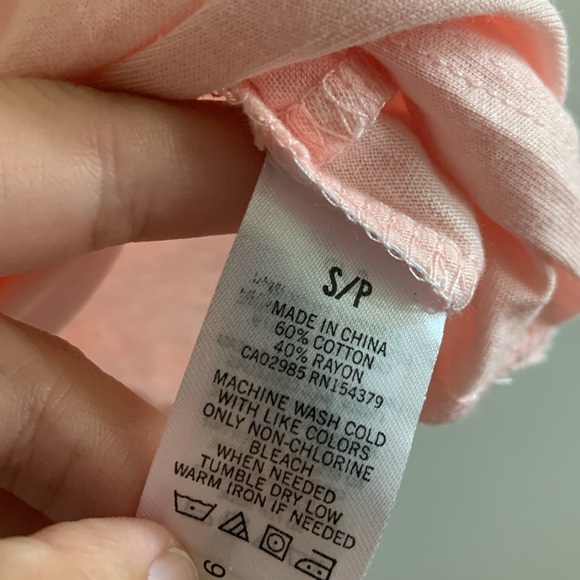 S/P
MADE IN CHINA
60% COTTON
40% RAYON
CA02985 RN154379
MACHINE WASH COLD
WITH LIKE COLORS
ONLY NON-CHLORINE
BLEACH
WHEN NEEDED
TUMBLE DRY LOW
WARM IRON IF NEEDED